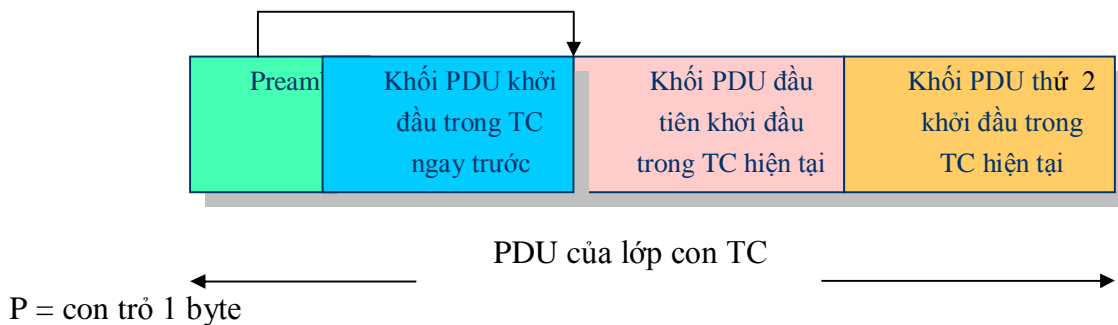 Pream
Khối PDU khởi
đầu trong TC
ngay trước
Khối PDU đầu
tiên khởi đầu
trong TC hiện tại
Khối PDU thứ 2
khởi đầu trong
TC hiện tại
PDU của lớp con TC
P = con trỏ 1 byte